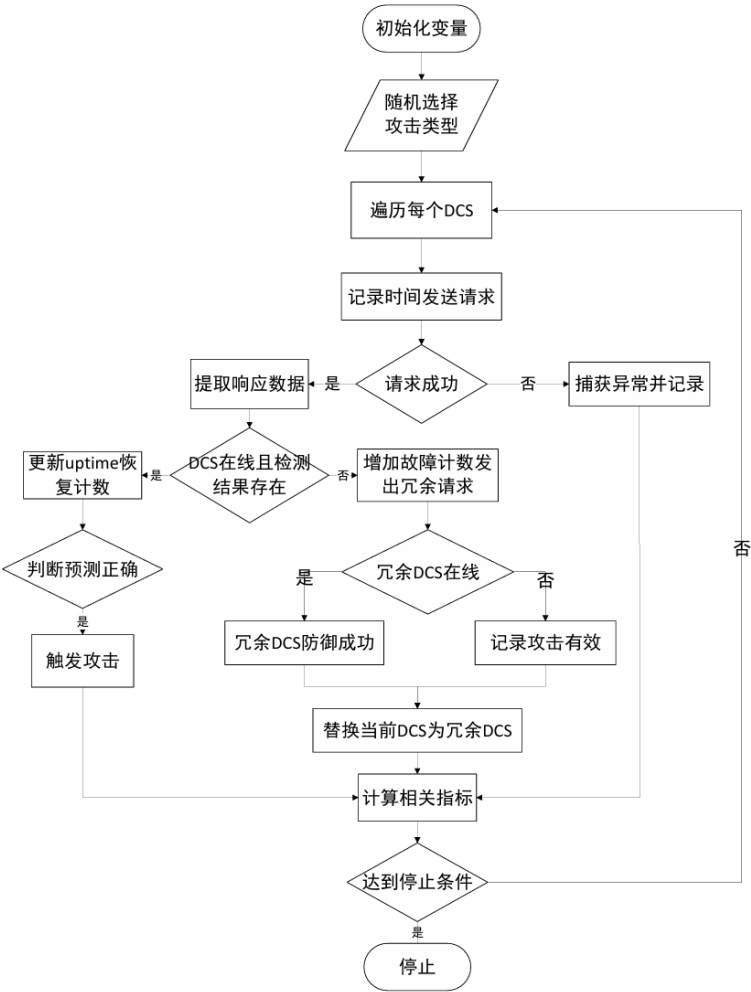 初始化变量
随机选择
攻击类型
遍历每个DCS
记录时间发送请求
提取响应数据
是
请求成功
否
捕获异常并记录
更新uptime恢
复计数
是
DCS在线且检测
结果存在
否
增加故障计数发
出冗余请求
否
判断预测正确
是
冗余DCS在线
否
是
触发攻击
冗余DCS防御成功
记录攻击有效
替换当前DCS为冗余DCS
计算相关指标
达到停止条件
是
停止